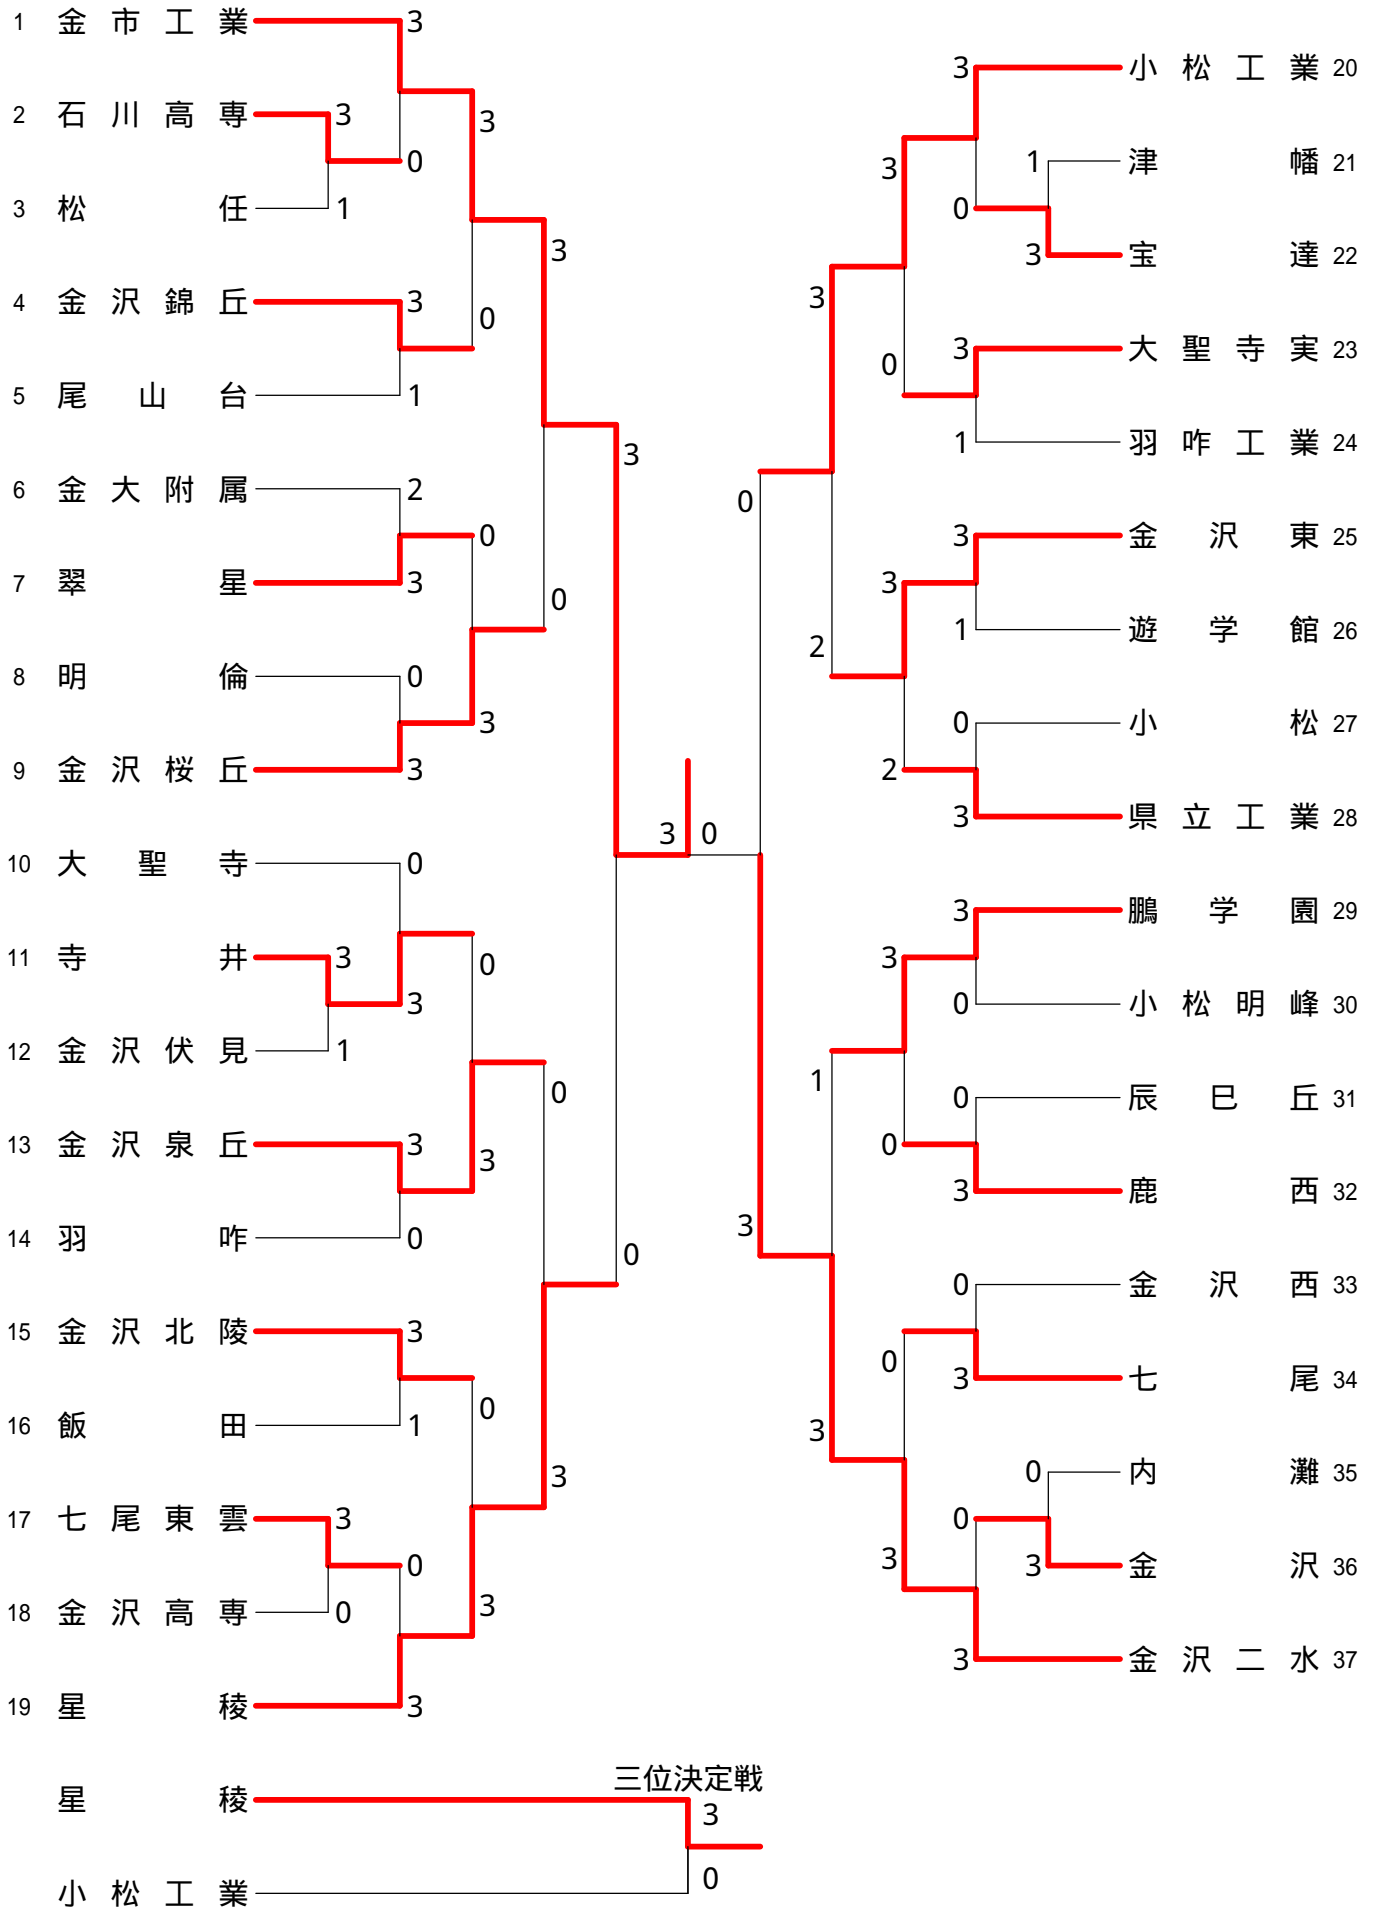 1 金市工業 3
3 小松工業 20
2 石川高専 3
3
0
3
1 津幡 21
3 松任 1
0
3 宝達 22
3
4 金沢錦丘 3
0
3
3 大聖寺実 23
0
5 尾山台 1
1 羽咋工業 24
3
6 金大附属 2
0
0
3 金沢東 25
7 翠星 3
3
0
1 遊学館 26
2
8 明倫 0
3
0 小松 27
9 金沢桜丘 3
2
3 県立工業 28
3 0
10 大聖寺 0
3 鵬学園 29
11 寺井 3
0
3
3
0 小松明峰 30
12 金沢伏見 1
0
1
0 辰巳丘 31
13 金沢泉丘 3
3
0
3 鹿西 32
14 羽咋 0
0
3
0 金沢西 33
15 金沢北陵 3
0
3 七尾 34
16 飯田 1
0
3
3
0 内灘 35
17 七尾東雲 3
0
0
3
3 金沢 36
18 金沢高専 0
3
3 金沢二水 37
19 星稜 3
三位決定戦
星稜 3
小松工業 0